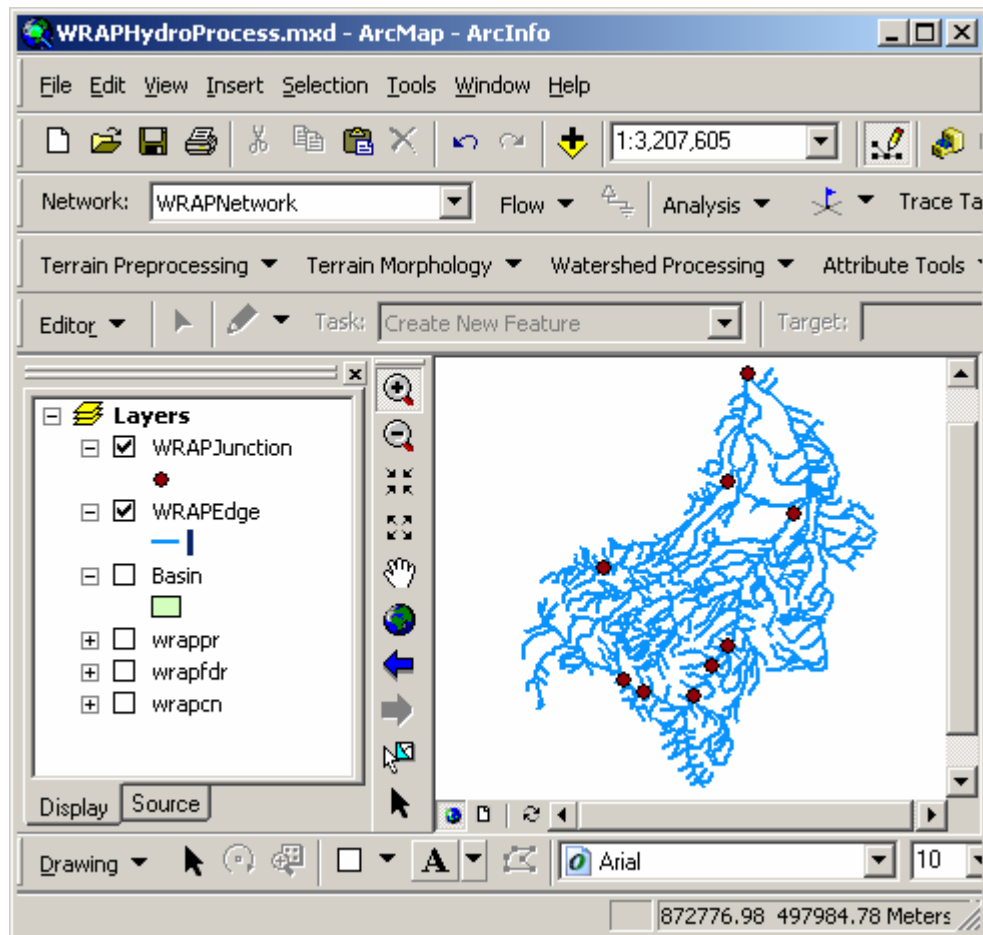 WRAPHydroProcess.mxd - ArcMap - ArcInfo
File Edit View Insert Selection Tools Window Help
1:3,207,605
Network: WRAPNetwork Flow Analysis Trace Ta
Terrain Preprocessing Terrain Morphology Watershed Processing Attribute Tools
Editor Task: Create New Feature Target:
Layers
WRAPJunction
WRAPEdge
Basin
wrappr
wrapfdr
wrapcn
Display Source
Drawing A Arial 10
872776.98 497984.78 Meters